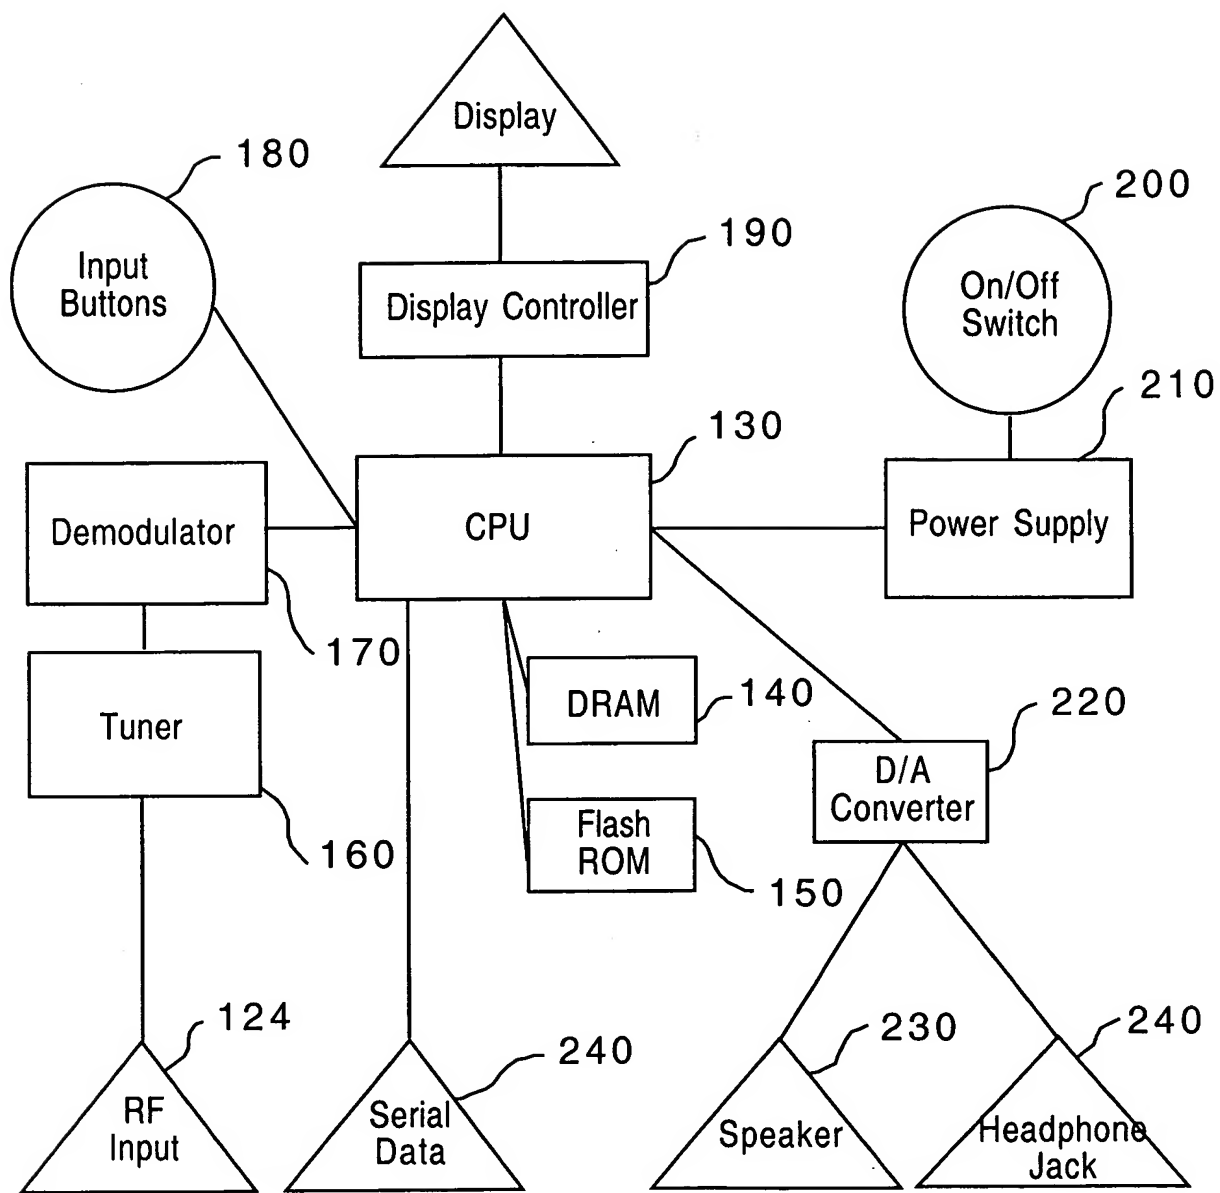 Display
180
200
190
Input
Buttons
On/Off
Switch
Display Controller
210
130
Demodulator
CPU
Power Supply
170
DRAM
140
220
Tuner
D/A
Converter
Flash
ROM
160
150
124
240
230
240
RF
Input
Serial
Data
Speaker
Headphone
Jack